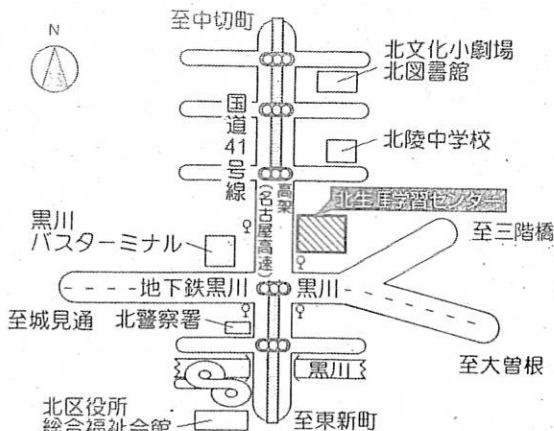 至中切町
N
北文化小劇場
北図書館
国道41号線
北陵中学校
高架
(名古屋高速)
北生涯学習センター
黒川
バスターミナル
至三階橋
地下鉄黒川
黒川
至城見通
北警察署
至大曽根
黒川
北区役所
総合福祉会館
至東新町